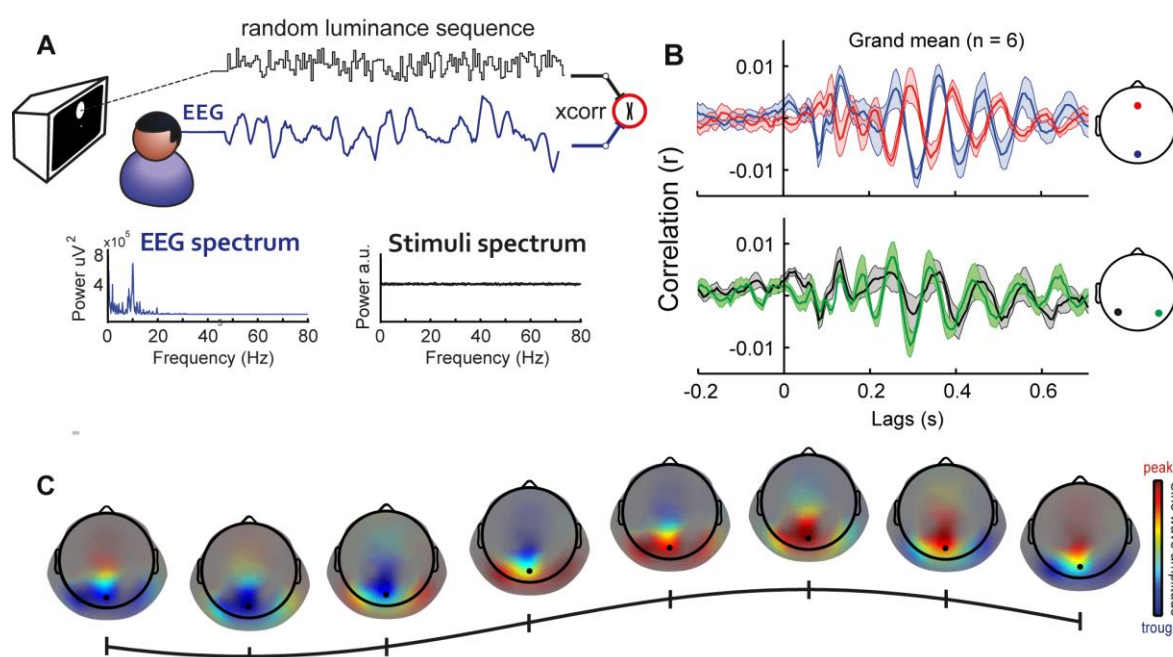 A
random luminance sequence
EEG
xcorr
X
EEG spectrum
×10⁵
Power uV⁻²
8
4
0
20
40
60
80
Frequency (Hz)
Stimuli spectrum
Power a.u.
0
20
40
60
80
Frequency (Hz)
B
Grand mean (n = 6)
Correlation (r)
0.01
-0.01
0.01
-0.01
-0.2
0
0.2
0.4
0.6
Lags (s)
C
peak
troug